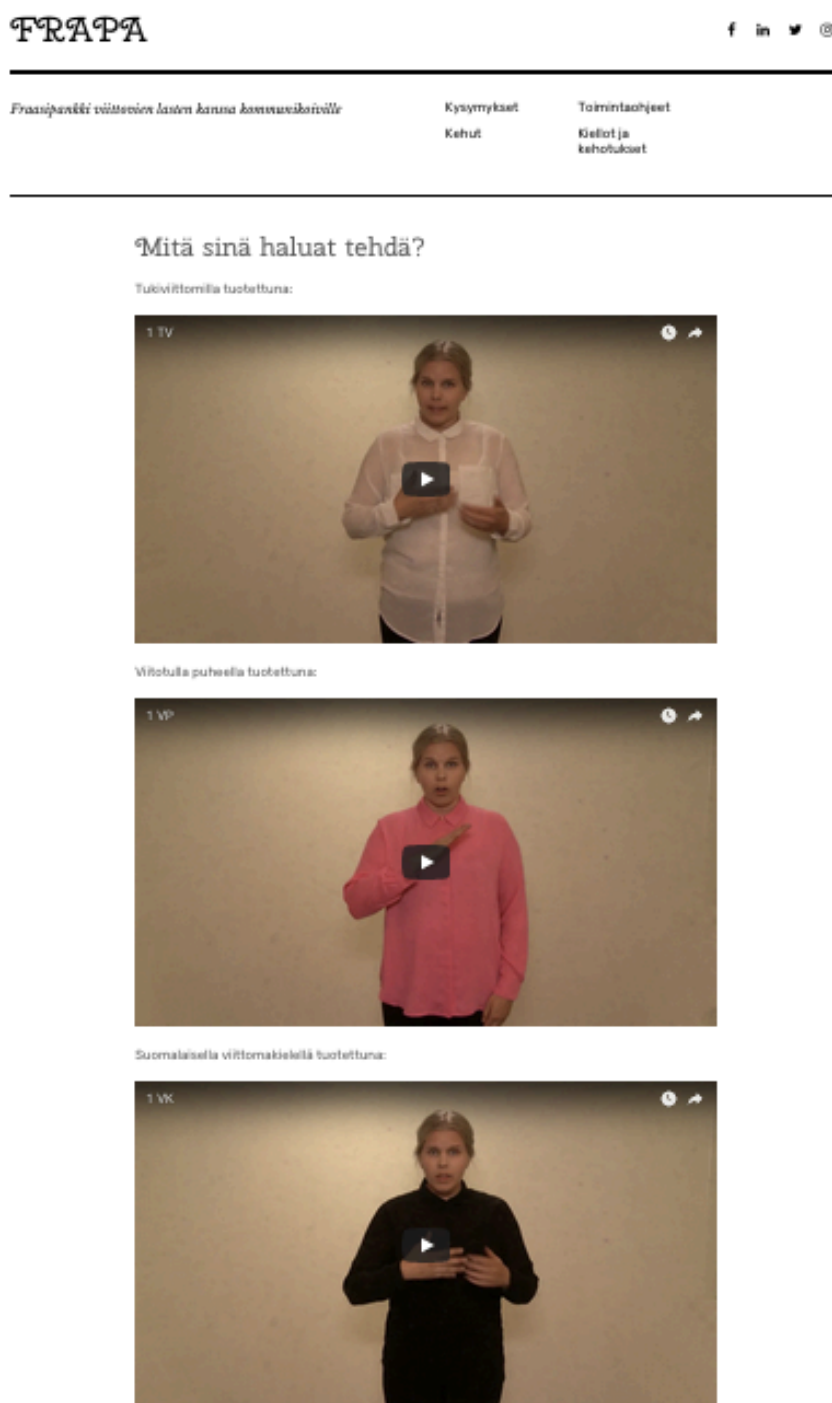 FRAPA
Fraasipankki viittovien lasten kanssa kommunikoiville
Kysymykset
Toimintaohjeet
Kehut
Kiellot ja
kehotukset
Mitä sinä haluat tehdä?
Tukiviittomilla tuotettuna:
1 TV
Viitotulla puheella tuotettuna:
1 VP
Suomalaisella viittomakielellä tuotettuna:
1 VK